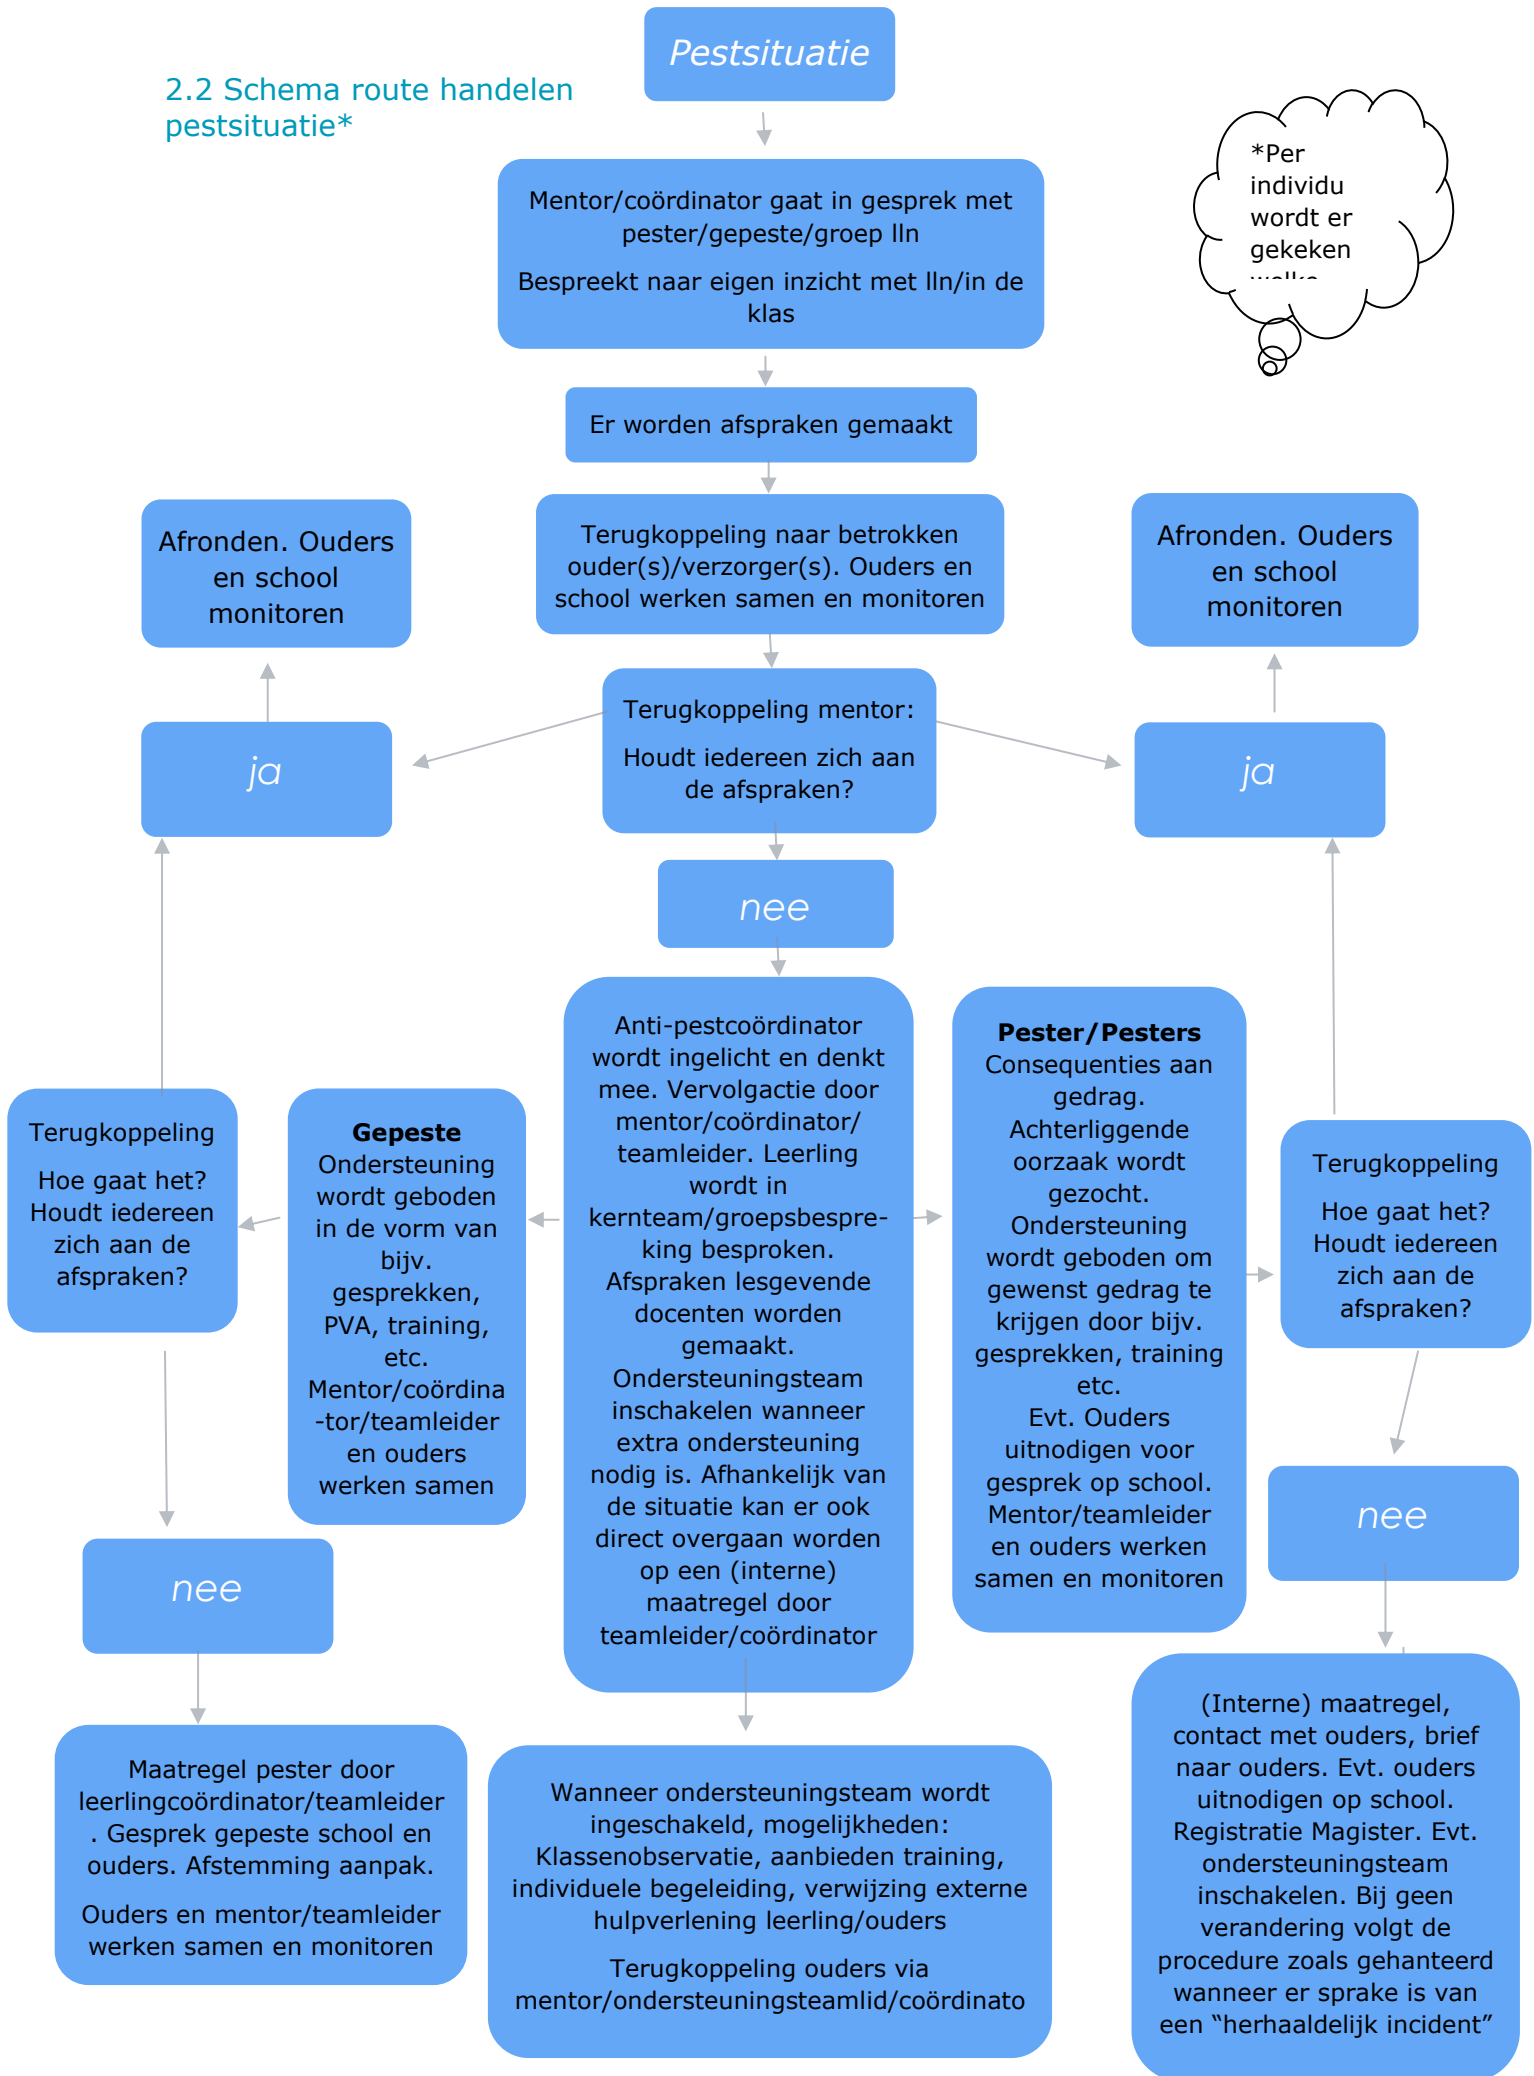 Pestsituatie
2.2 Schema route handelen
pestsituatie*
*Per
individu
wordt er
gekeken
Mentor/coördinator gaat in gesprek met
pester/gepeste/groep lln
Bespreekt naar eigen inzicht met lln/in de
klas
Er worden afspraken gemaakt
Afronden. Ouders
en school
monitoren
Terugkoppeling naar betrokken
ouder(s)/verzorger(s). Ouders en
school werken samen en monitoren
Afronden. Ouders
en school
monitoren
ja
Terugkoppeling mentor:
Houdt iedereen zich aan
de afspraken?
ja
nee
Terugkoppeling
Hoe gaat het?
Houdt iedereen
zich aan de
afspraken?
Gepeste
Ondersteuning
wordt geboden
in de vorm van
bijv.
gesprekken,
PVA, training,
etc.
Mentor/coördina
-tor/teamleider
en ouders
werken samen
Anti-pestcoördinator
wordt ingelicht en denkt
mee. Vervolgactie door
mentor/coördinator/
teamleider. Leerling
wordt in
kernteam/groepsbespre-
king besproken.
Afspraken lesgevende
docenten worden
gemaakt.
Ondersteuningsteam
inschakelen wanneer
extra ondersteuning
nodig is. Afhankelijk van
de situatie kan er ook
direct overgaan worden
op een (interne)
maatregel door
teamleider/coördinator
Pester/Pesters
Consequenties aan
gedrag.
Achterliggende
oorzaak wordt
gezocht.
Ondersteuning
wordt geboden om
gewenst gedrag te
krijgen door bijv.
gesprekken, training
etc.
Evt. Ouders
uitnodigen voor
gesprek op school.
Mentor/teamleider
en ouders werken
samen en monitoren
Terugkoppeling
Hoe gaat het?
Houdt iedereen
zich aan de
afspraken?
nee
nee
Maatregel pester door
leerlingcoördinator/teamleider
. Gesprek gepeste school en
ouders. Afstemming aanpak.
Ouders en mentor/teamleider
werken samen en monitoren
Wanneer ondersteuningsteam wordt
ingeschakeld, mogelijkheden:
Klassenobservatie, aanbieden training,
individuele begeleiding, verwijzing externe
hulpverlening leerling/ouders
Terugkoppeling ouders via
mentor/ondersteuningsteamlid/coördinato
(Interne) maatregel,
contact met ouders, brief
naar ouders. Evt. ouders
uitnodigen op school.
Registratie Magister. Evt.
ondersteuningsteam
inschakelen. Bij geen
verandering volgt de
procedure zoals gehanteerd
wanneer er sprake is van
een “herhaaldelijk incident”